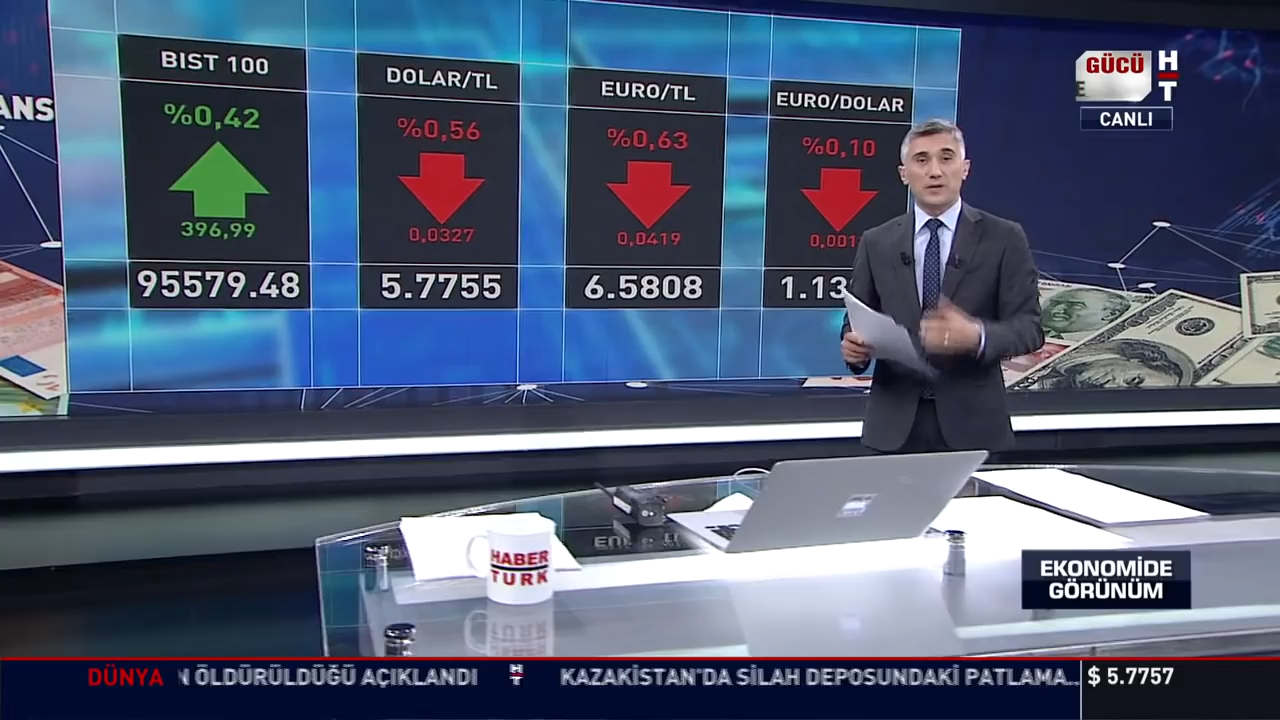 BIST 100
%0,42
396,99
95579.48
DOLAR/TL
%0,56
0,0327
5.7755
EURO/TL
%0,63
0,0419
6.5808
EURO/DOLAR
%0,10
GÜCÜ
HT
CANLI
HABER
TURK
EKONOMİDE
GÖRÜNÜM
DÜNYA
ÖLDÜRÜLDÜĞÜ AÇIKLANDI
HT
KAZAKİSTAN"DA SİLAH DEPOSUNDAKİ PATLAMA...
$ 5.7757